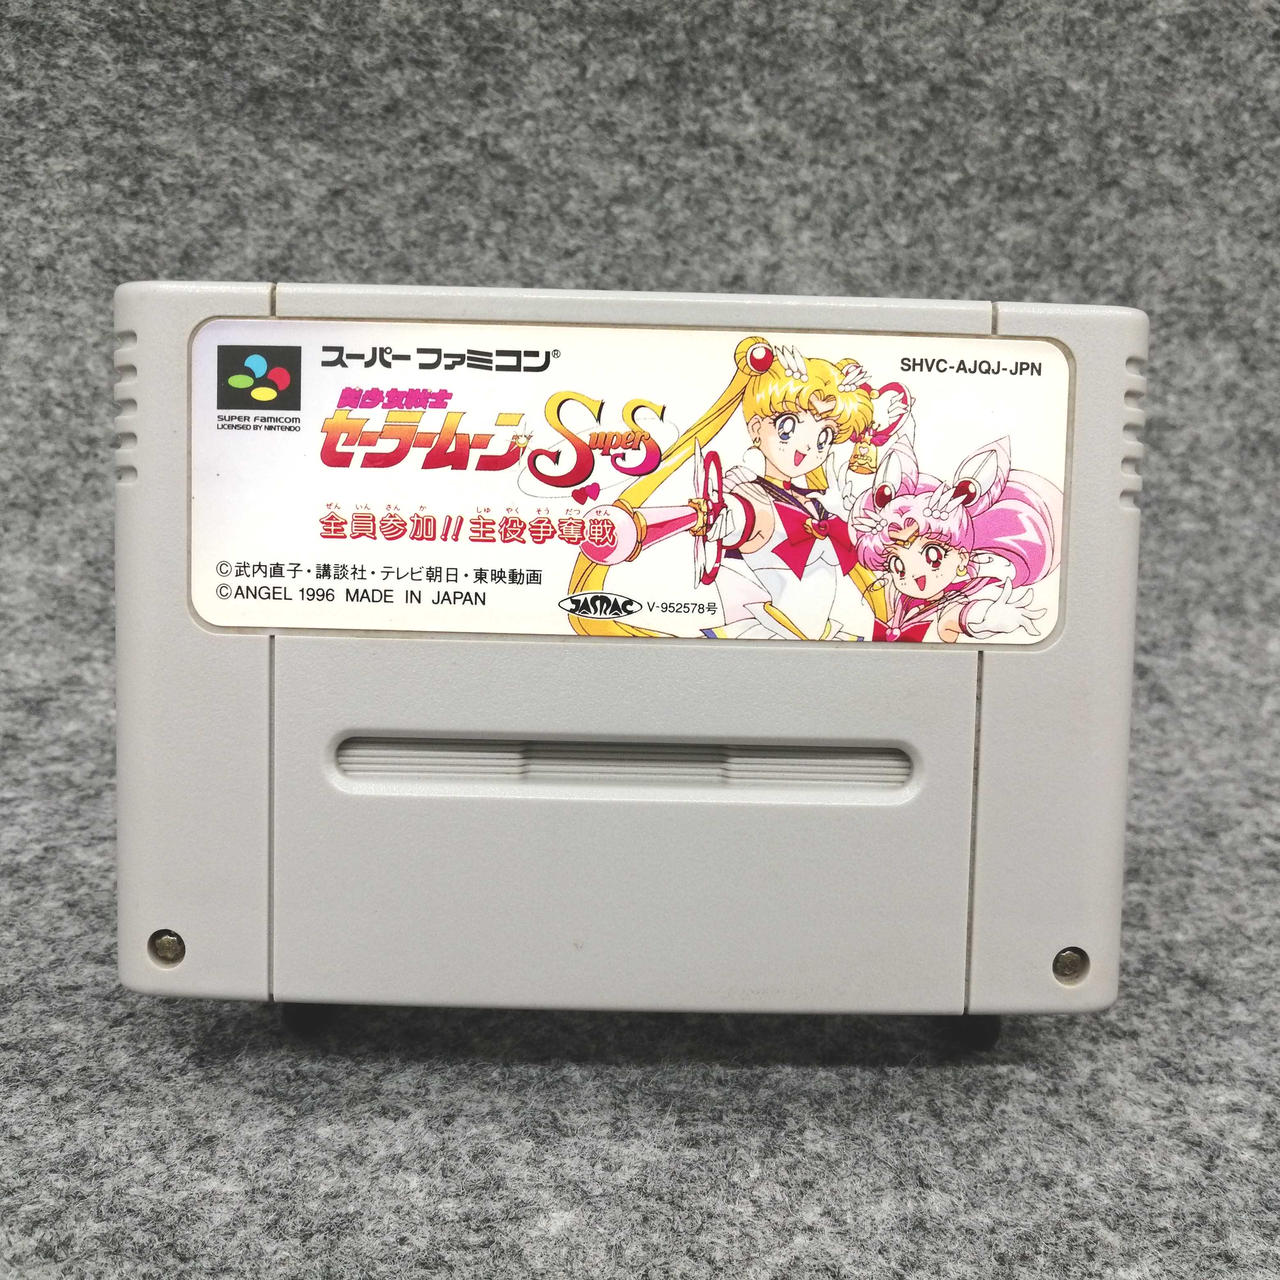 スーパーファミコン®
SHVC-AJQJ-JPN
SUPER FAMICOM
LICENSED BY NINTENDO
美少女戦士
セーラームーン SuperS
ぜんいんさんか しゅやくそうだつせん
全員参加!! 主役争奪戦
©武内直子・講談社・テレビ朝日・東映動画
©ANGEL 1996 MADE IN JAPAN
JASRAC V-952578号